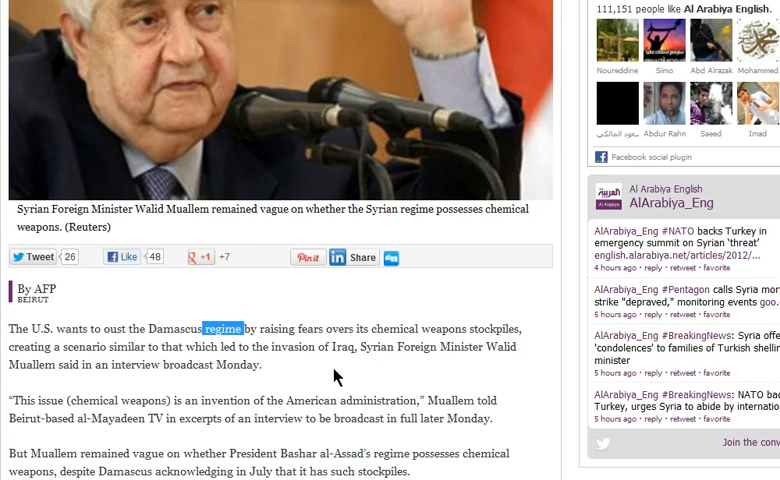 Syrian Foreign Minister Walid Muallem remained vague on whether the Syrian regime possesses chemical
weapons. (Reuters)
Tweet 26 Like 48 +1 +7 Pin it in Share
By AFP
BEIRUT
The U.S. wants to oust the Damascus regime by raising fears overs its chemical weapons stockpiles,
creating a scenario similar to that which led to the invasion of Iraq, Syrian Foreign Minister Walid
Muallem said in an interview broadcast Monday.
“This issue (chemical weapons) is an invention of the American administration,” Muallem told
Beirut-based al-Mayadeen TV in excerpts of an interview to be broadcast in full later Monday.
But Muallem remained vague on whether President Bashar al-Assad’s regime possesses chemical
weapons, despite Damascus acknowledging in July that it has such stockpiles.
111,151 people like Al Arabiya English.
Noureddine Simo Abd Alrazak Mohammed
سعود المالكي Abdur Rahn Saeed Imad
Facebook social plugin
العربية
Al Arabiya
Al Arabiya English
AlArabiya_Eng
AlArabiya_Eng #NATO backs Turkey in
emergency summit on Syrian ‘threat’
english.alarabiya.net/articles/2012/...
4 hours ago · reply · retweet · favorite
AlArabiya_Eng #Pentagon calls Syria mor
strike "depraved," monitoring events goo.
5 hours ago · reply · retweet · favorite
AlArabiya_Eng #BreakingNews: Syria offe
'condolences' to families of Turkish shelli
minister
5 hours ago · reply · retweet · favorite
AlArabiya_Eng #BreakingNews: NATO bac
Turkey, urges Syria to abide by internatio
5 hours ago · reply · retweet · favorite
Join the conv